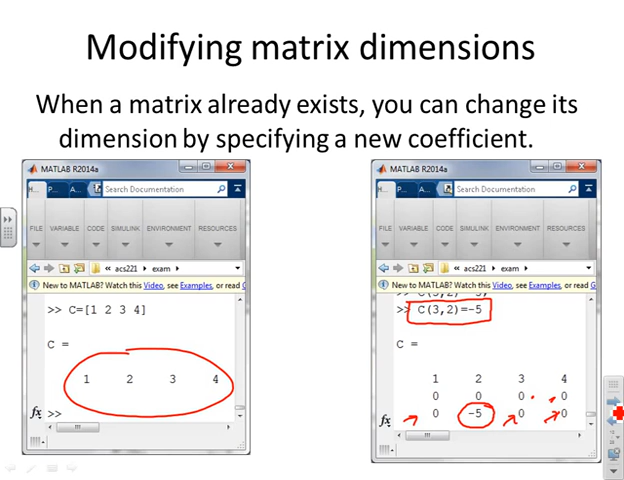 Modifying matrix dimensions
When a matrix already exists, you can change its
dimension by specifying a new coefficient.
MATLAB R2014a
H... P... A... Search Documentation
FILE VARIABLE CODE SIMULINK ENVIRONMENT RESOURCES
« acs221 ▸ exam ▸
New to MATLAB? Watch this Video, see Examples, or read G
>> C=[1 2 3 4]
C =
1 2 3 4
fx >>
MATLAB R2014a
H... P... A... Search Documentation
FILE VARIABLE CODE SIMULINK ENVIRONMENT RESOURCES
« acs221 ▸ exam ▸
New to MATLAB? Watch this Video, see Examples, or read G
>> C(3,2)=-5
C =
1 2 3 4
0 0 0 0
0 -5 0 0
fx